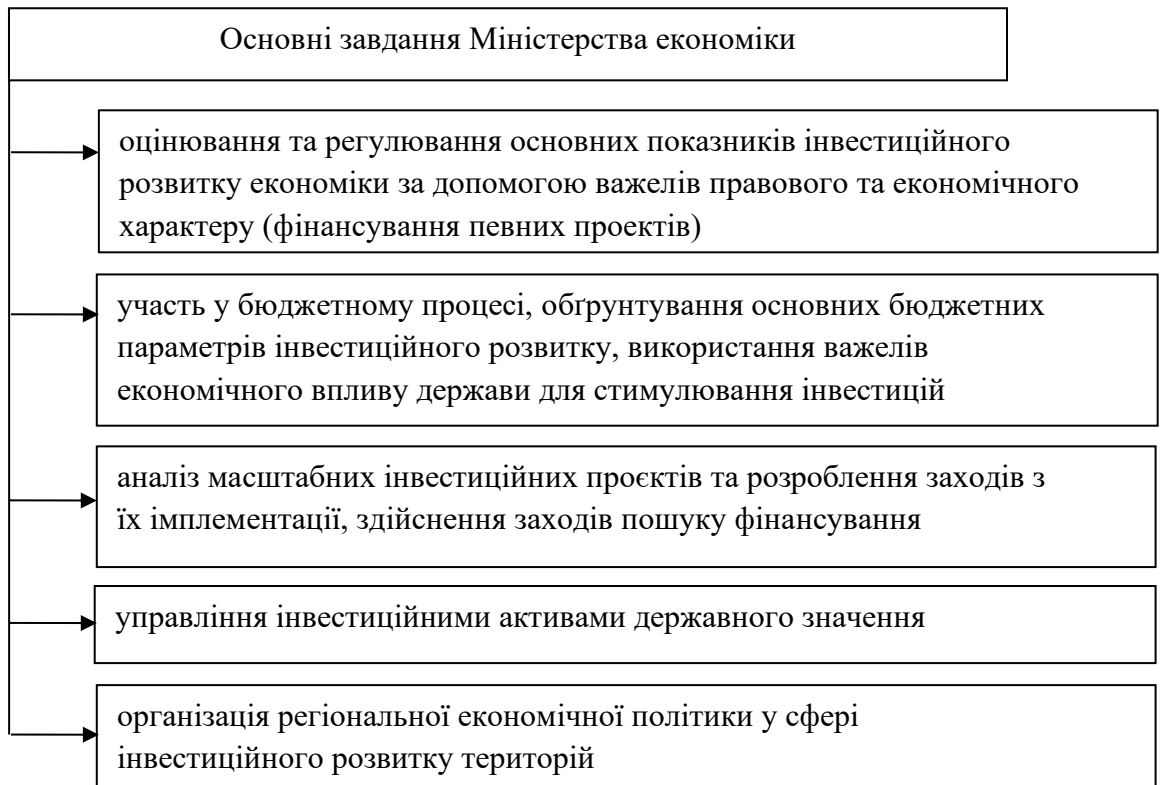 Основні завдання Міністерства економіки
оцінювання та регулювання основних показників інвестиційного
розвитку економіки за допомогою важелів правового та економічного
характеру (фінансування певних проектів)
участь у бюджетному процесі, обґрунтування основних бюджетних
параметрів інвестиційного розвитку, використання важелів
економічного впливу держави для стимулювання інвестицій
аналіз масштабних інвестиційних проєктів та розроблення заходів з
їх імплементації, здійснення заходів пошуку фінансування
управління інвестиційними активами державного значення
організація регіональної економічної політики у сфері
інвестиційного розвитку територій